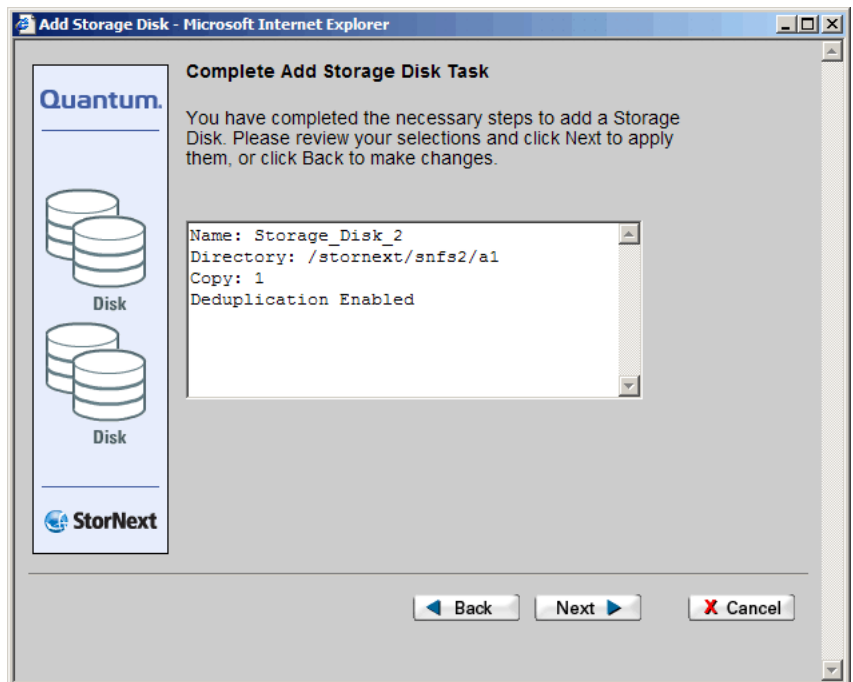 Add Storage Disk - Microsoft Internet Explorer
Quantum.
Disk
Disk
StorNext
Complete Add Storage Disk Task
You have completed the necessary steps to add a Storage
Disk. Please review your selections and click Next to apply
them, or click Back to make changes.
Name: Storage_Disk_2
Directory: /stornext/snfs2/a1
Copy: 1
Deduplication Enabled
Back
Next
X Cancel